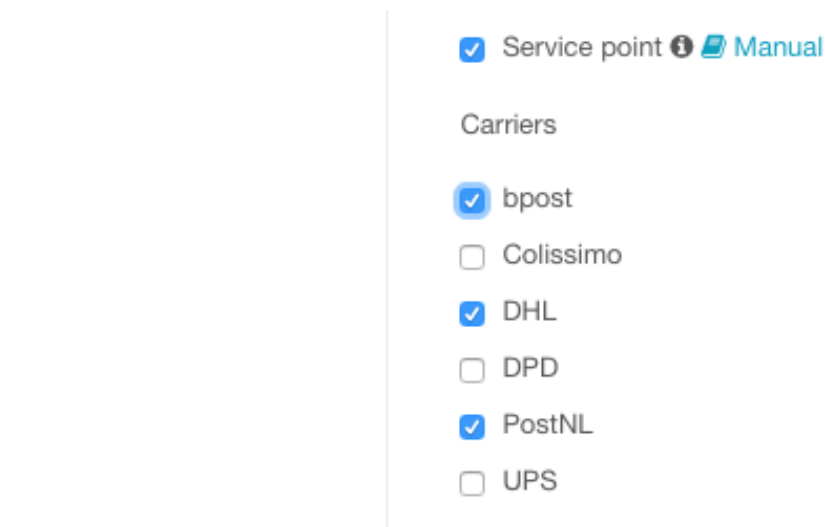 Service point Manual
Carriers
bpost
Colissimo
DHL
DPD
PostNL
UPS